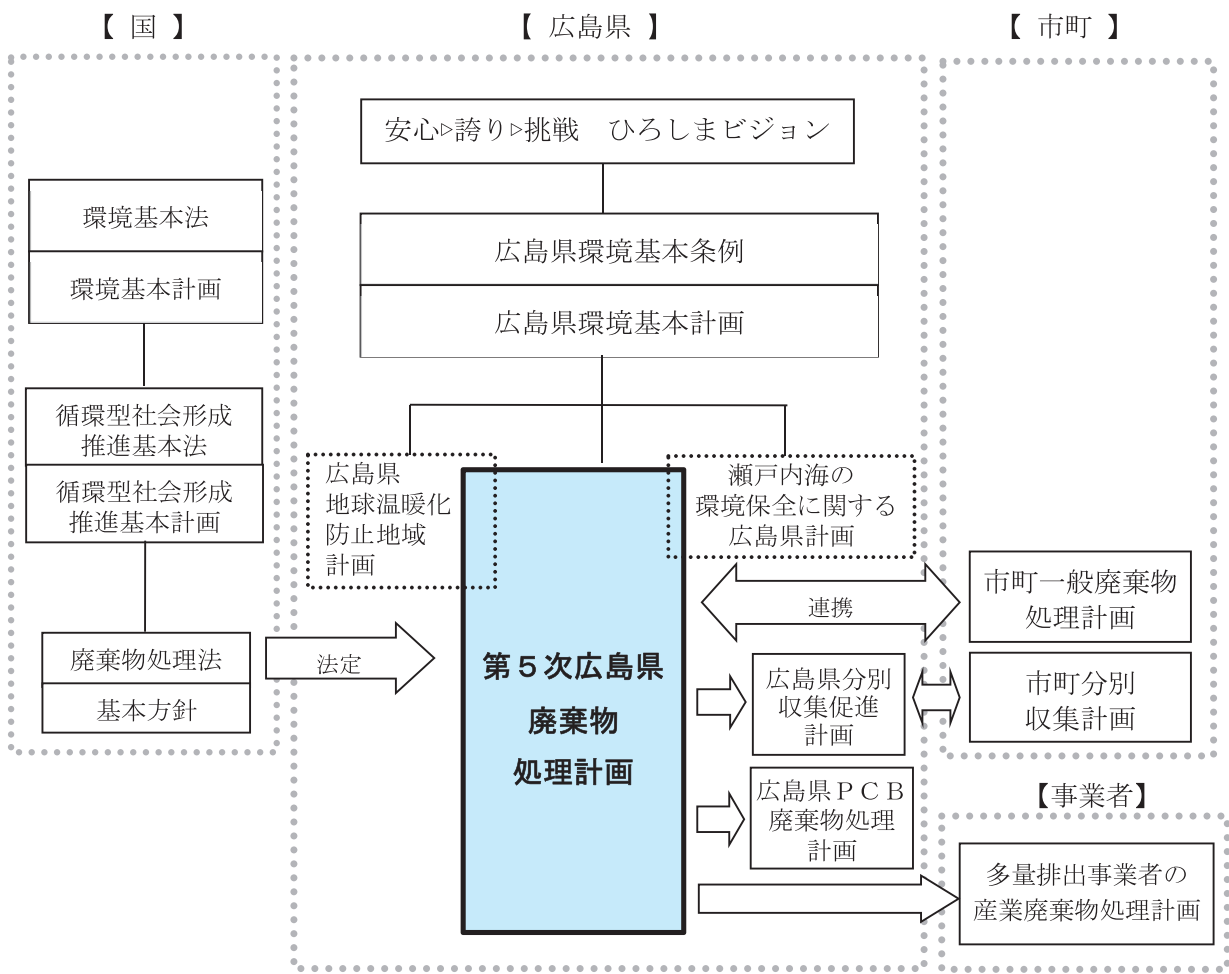 【 国 】
環境基本法
環境基本計画
循環型社会形成
推進基本法
循環型社会形成
推進基本計画
廃棄物処理法
基本方針
法定
【 広島県 】
安心▷誇り▷挑戦　ひろしまビジョン
広島県環境基本条例
広島県環境基本計画
広島県
地球温暖化
防止地域
計画
瀬戸内海の
環境保全に関する
広島県計画
第５次広島県
廃棄物
処理計画
連携
広島県分別
収集促進
計画
広島県ＰＣＢ
廃棄物処理
計画
【 市町 】
市町一般廃棄物
処理計画
市町分別
収集計画
【事業者】
多量排出事業者の
産業廃棄物処理計画